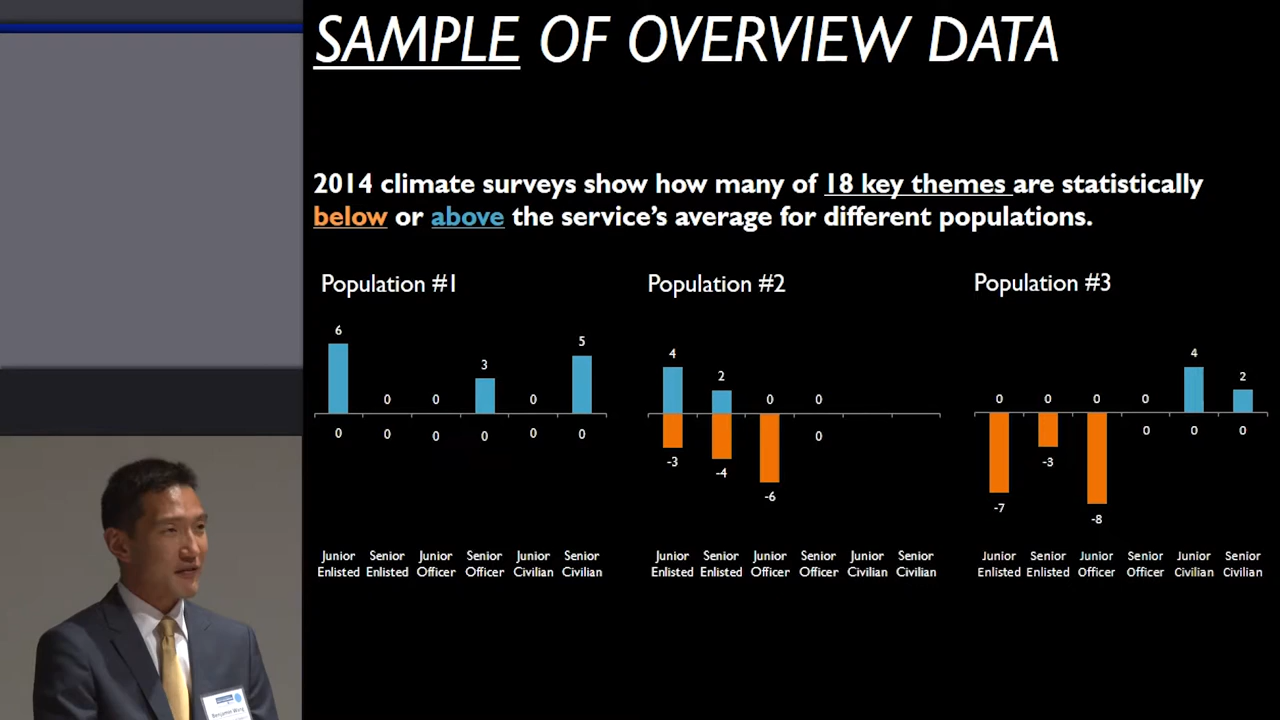 SAMPLE OF OVERVIEW DATA
2014 climate surveys show how many of 18 key themes are statistically
below or above the service's average for different populations.
Population #1
6
0
0
3
0
5
0
0
0
0
0
0
Junior Enlisted
Senior Enlisted
Junior Officer
Senior Officer
Junior Civilian
Senior Civilian
Population #2
4
2
0
0
-3
-4
-6
0
Junior Enlisted
Senior Enlisted
Junior Officer
Senior Officer
Junior Civilian
Senior Civilian
Population #3
0
0
0
0
4
2
-7
-3
-8
0
0
0
Junior Enlisted
Senior Enlisted
Junior Officer
Senior Officer
Junior Civilian
Senior Civilian
Benjamin